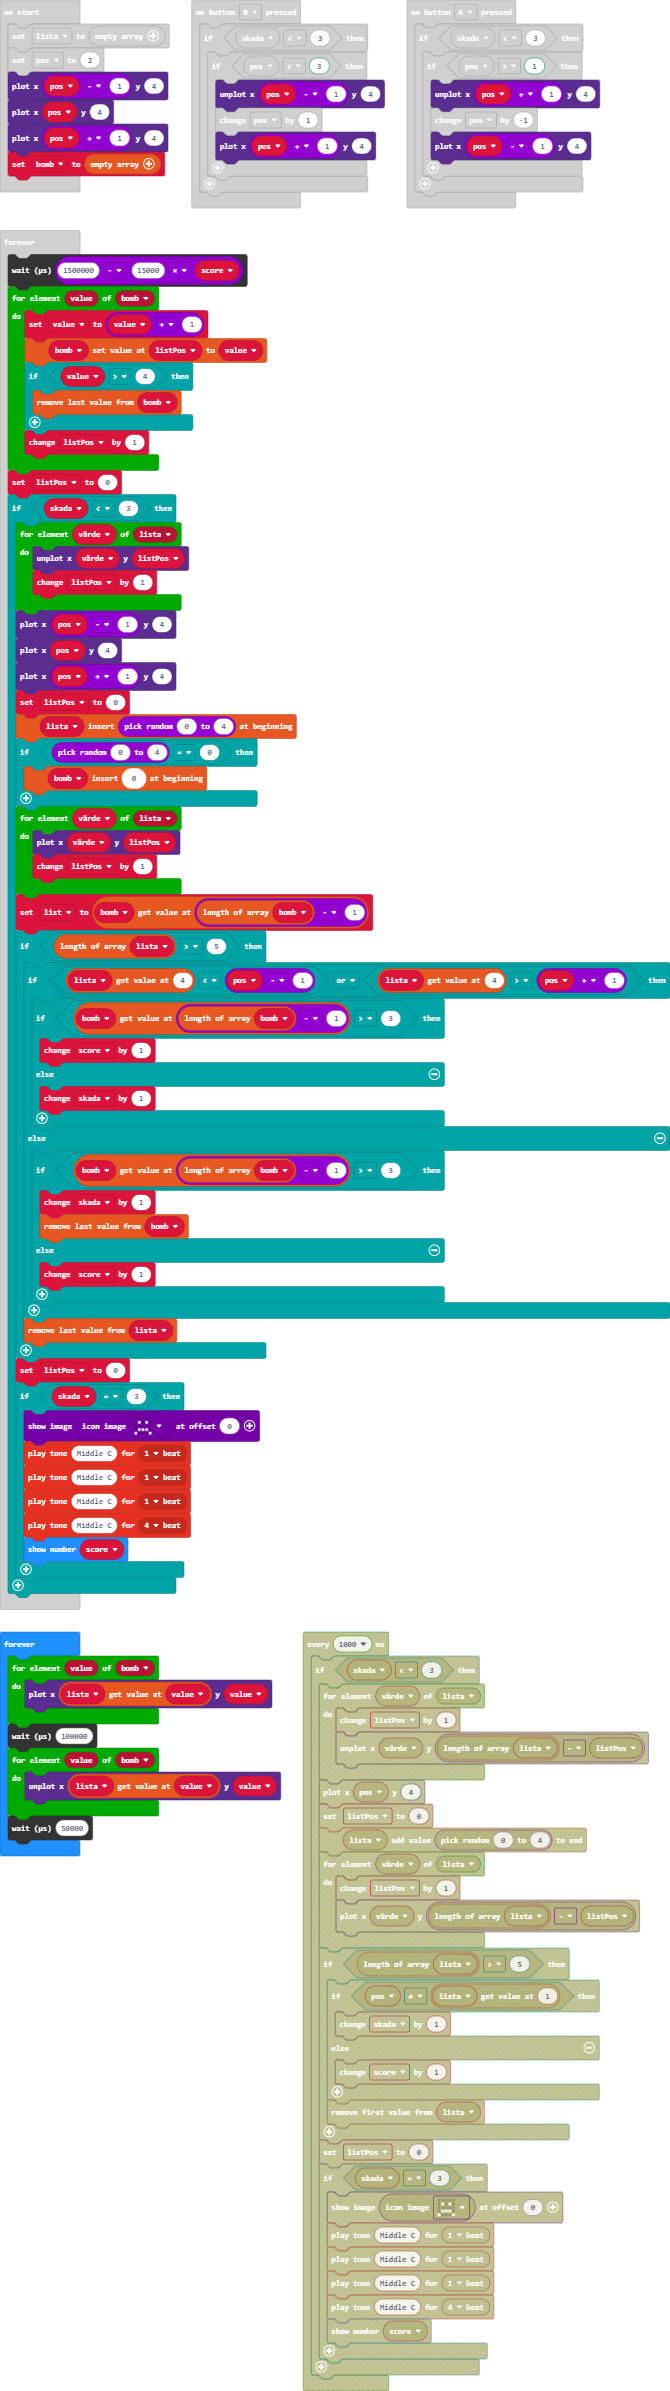 on start
set lista to empty array
set pos to 2
plot x pos - 1 y 4
plot x pos y 4
plot x pos + 1 y 4
set bomb to empty array
on button B pressed
if skada < 3 then
if pos < 3 then
unplot x pos - 1 y 4
change pos by 1
plot x pos + 1 y 4
on button A pressed
if skada < 3 then
if pos > 1 then
unplot x pos + 1 y 4
change pos by -1
plot x pos - 1 y 4
forever
wait (µs) 1500000 - 15000 × score
for element value of bomb
do
set value to value + 1
bomb set value at listPos to value
if value > 4 then
remove last value from bomb
change listPos by 1
set listPos to 0
if skada < 3 then
for element värde of lista
do unplot x värde y listPos
change listPos by 1
plot x pos - 1 y 4
plot x pos y 4
plot x pos + 1 y 4
set listPos to 0
lista insert pick random 0 to 4 at beginning
if pick random 0 to 4 = 0 then
bomb insert 0 at beginning
for element värde of lista
do plot x värde y listPos
change listPos by 1
set list to bomb get value at length of array bomb - 1
if length of array lista > 5 then
if lista get value at 4 < pos - 1 or lista get value at 4 > pos + 1 then
if bomb get value at length of array bomb - 1 > 3 then
change score by 1
else
change skada by 1
else
if bomb get value at length of array bomb - 1 > 3 then
change skada by 1
remove last value from bomb
else
change score by 1
remove last value from lista
set listPos to 0
if skada = 3 then
show image icon image at offset 0
play tone Middle C for 1 beat
play tone Middle C for 1 beat
play tone Middle C for 1 beat
play tone Middle C for 4 beat
show number score
forever
for element value of bomb
do plot x lista get value at value y value
wait (µs) 100000
for element value of bomb
do unplot x lista get value at value y value
wait (µs) 50000
every 1000 ms
if skada < 3 then
for element värde of lista
do change listPos by 1
unplot x värde y length of array lista - listPos
plot x pos y 4
set listPos to 0
lista add value pick random 0 to 4 to end
for element värde of lista
do change listPos by 1
plot x värde y length of array lista - listPos
if length of array lista > 5 then
if pos ≠ lista get value at 1 then
change skada by 1
else
change score by 1
remove first value from lista
set listPos to 0
if skada = 3 then
show image icon image at offset 0
play tone Middle C for 1 beat
play tone Middle C for 1 beat
play tone Middle C for 1 beat
play tone Middle C for 4 beat
show number score